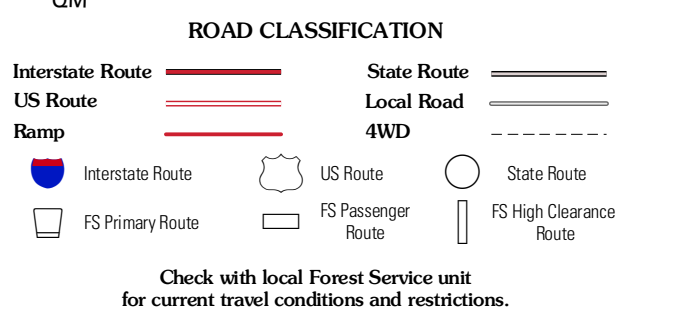 QM
ROAD CLASSIFICATION
Interstate Route State Route
US Route Local Road
Ramp 4WD
Interstate Route US Route State Route
FS Primary Route FS Passenger Route FS High Clearance Route
Check with local Forest Service unit
for current travel conditions and restrictions.